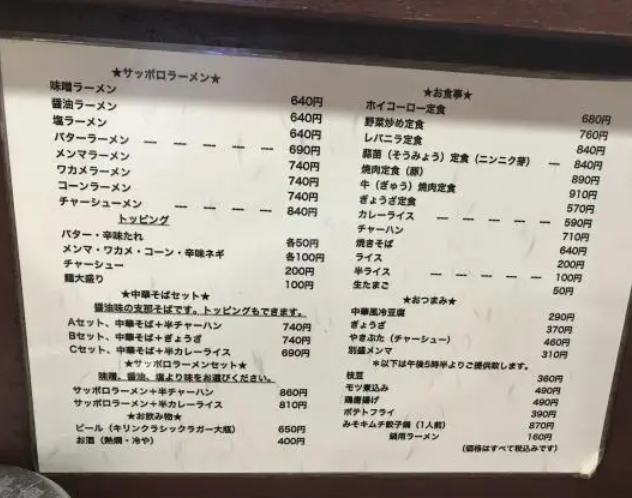 ★サッポロラーメン★
味噌ラーメン 640円
醤油ラーメン 640円
塩ラーメン 640円
バターラーメン 690円
メンマラーメン 740円
ワカメラーメン 740円
コーンラーメン 740円
チャーシューメン 840円
トッピング
バター・辛味たれ 各50円
メンマ・ワカメ・コーン・辛味ネギ 各100円
チャーシュー 200円
麺大盛り 100円
★中華そばセット★
醤油味の支那そばです。トッピングもできます。
Aセット、中華そば+半チャーハン 740円
Bセット、中華そば+ぎょうざ 740円
Cセット、中華そば+半カレーライス 690円
★サッポロラーメンセット★
味噌、醤油、塩より味をお選びください。
サッポロラーメン+半チャーハン 860円
サッポロラーメン+半カレーライス 810円
★お飲み物★
ビール（キリンクラシックラガー大瓶） 650円
お酒（熱燗・冷や） 400円
★お食事★
ホイコーロー定食 680円
野菜炒め定食 760円
レバニラ定食 840円
蒜苗（そうみょう）定食（ニンニク芽） 840円
焼肉定食（豚） 890円
牛（ぎゅう）焼肉定食 910円
ぎょうざ定食 570円
カレーライス 590円
チャーハン 710円
焼きそば 640円
ライス 200円
半ライス 100円
生たまご 50円
★おつまみ★
中華風冷豆腐 290円
ぎょうざ 370円
やきぶた（チャーシュー） 460円
別盛メンマ 310円
＊以下は午後5時半よりご提供致します。
枝豆 360円
モツ煮込み 490円
鶏唐揚げ 490円
ポテトフライ 390円
みそキムチ餃子鍋（1人前） 870円
鍋用ラーメン 160円
（価格はすべて税込みです）